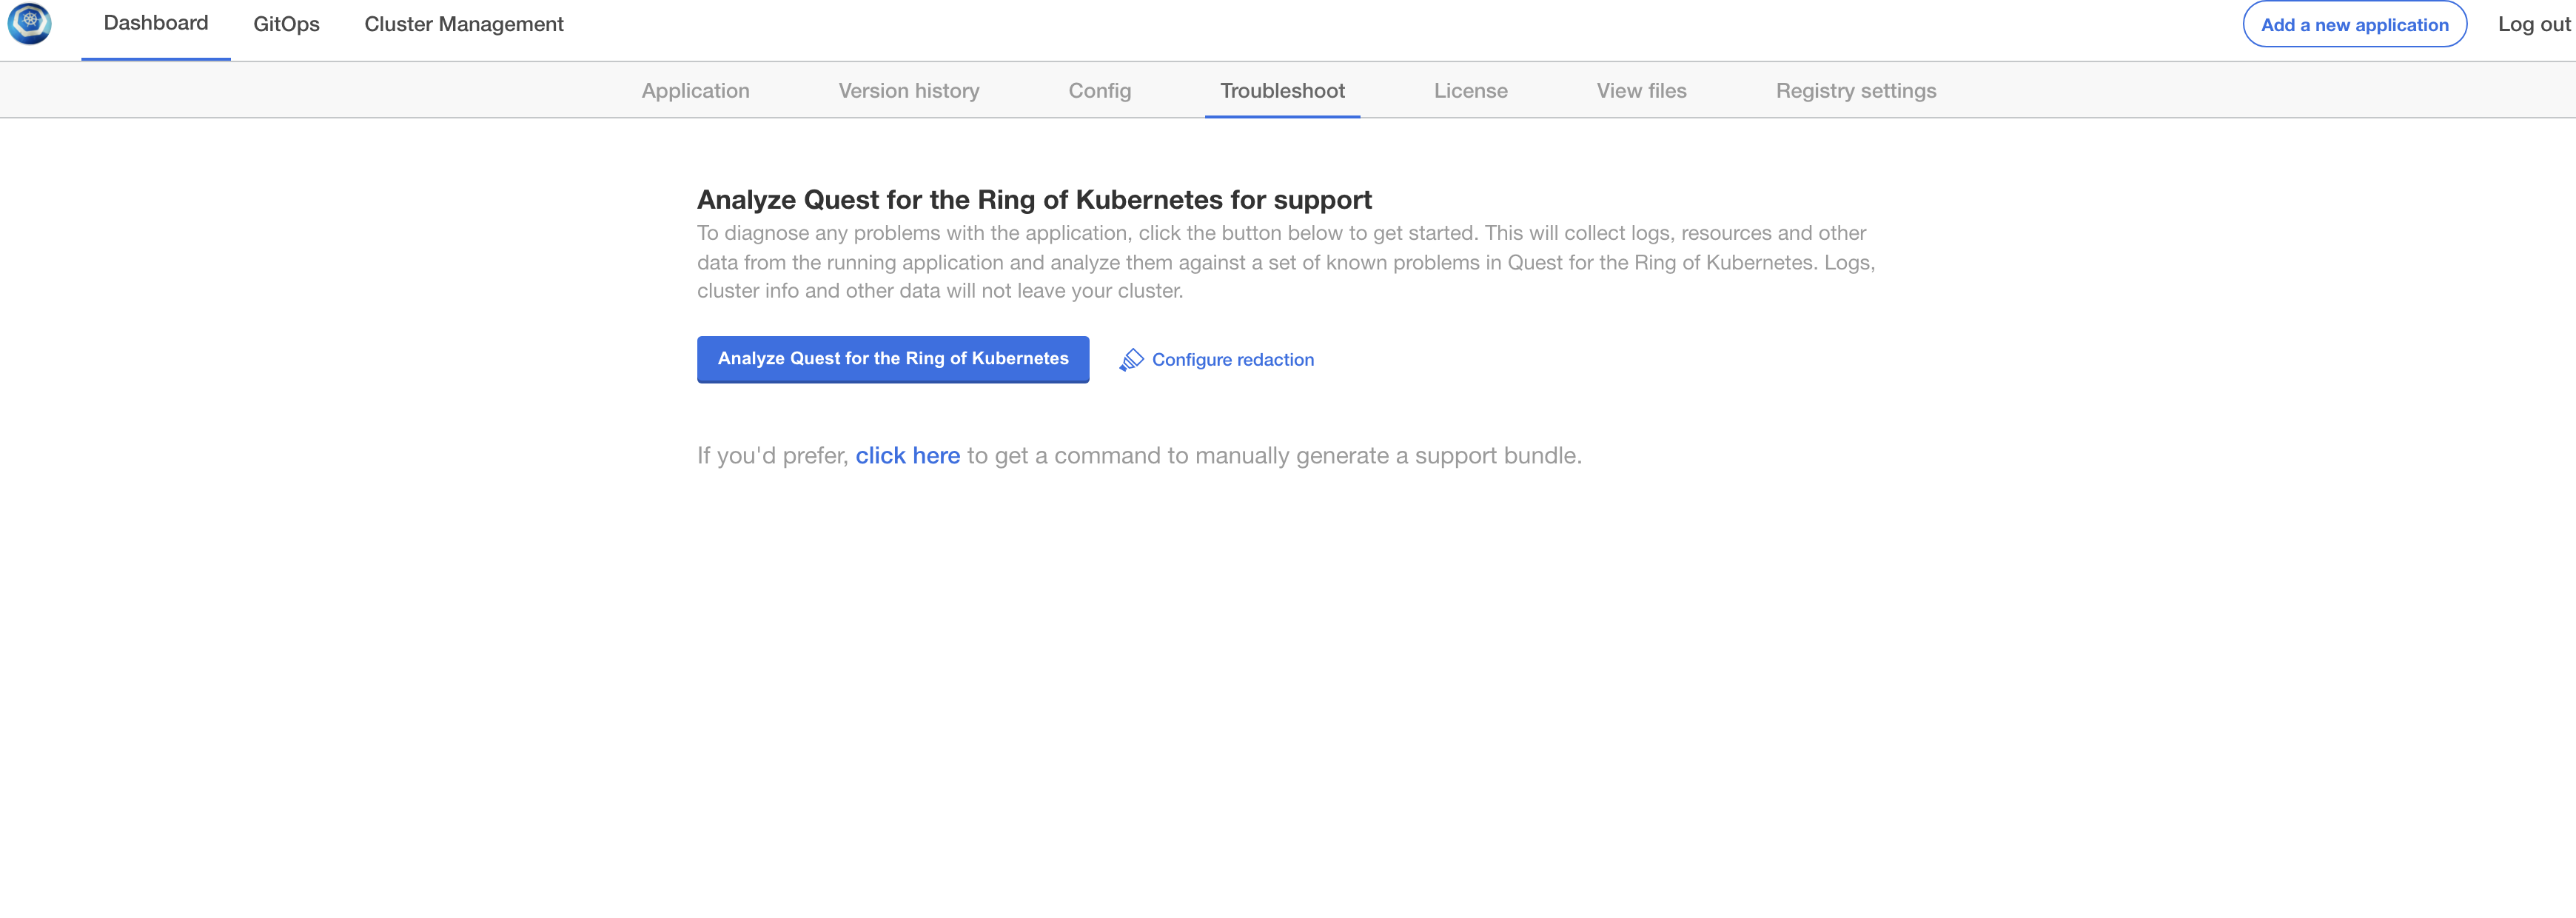 Dashboard GitOps Cluster Management Add a new application Log out
Application Version history Config Troubleshoot License View files Registry settings
Analyze Quest for the Ring of Kubernetes for support
To diagnose any problems with the application, click the button below to get started. This will collect logs, resources and other
data from the running application and analyze them against a set of known problems in Quest for the Ring of Kubernetes. Logs,
cluster info and other data will not leave your cluster.
Analyze Quest for the Ring of Kubernetes Configure redaction
If you'd prefer, click here to get a command to manually generate a support bundle.